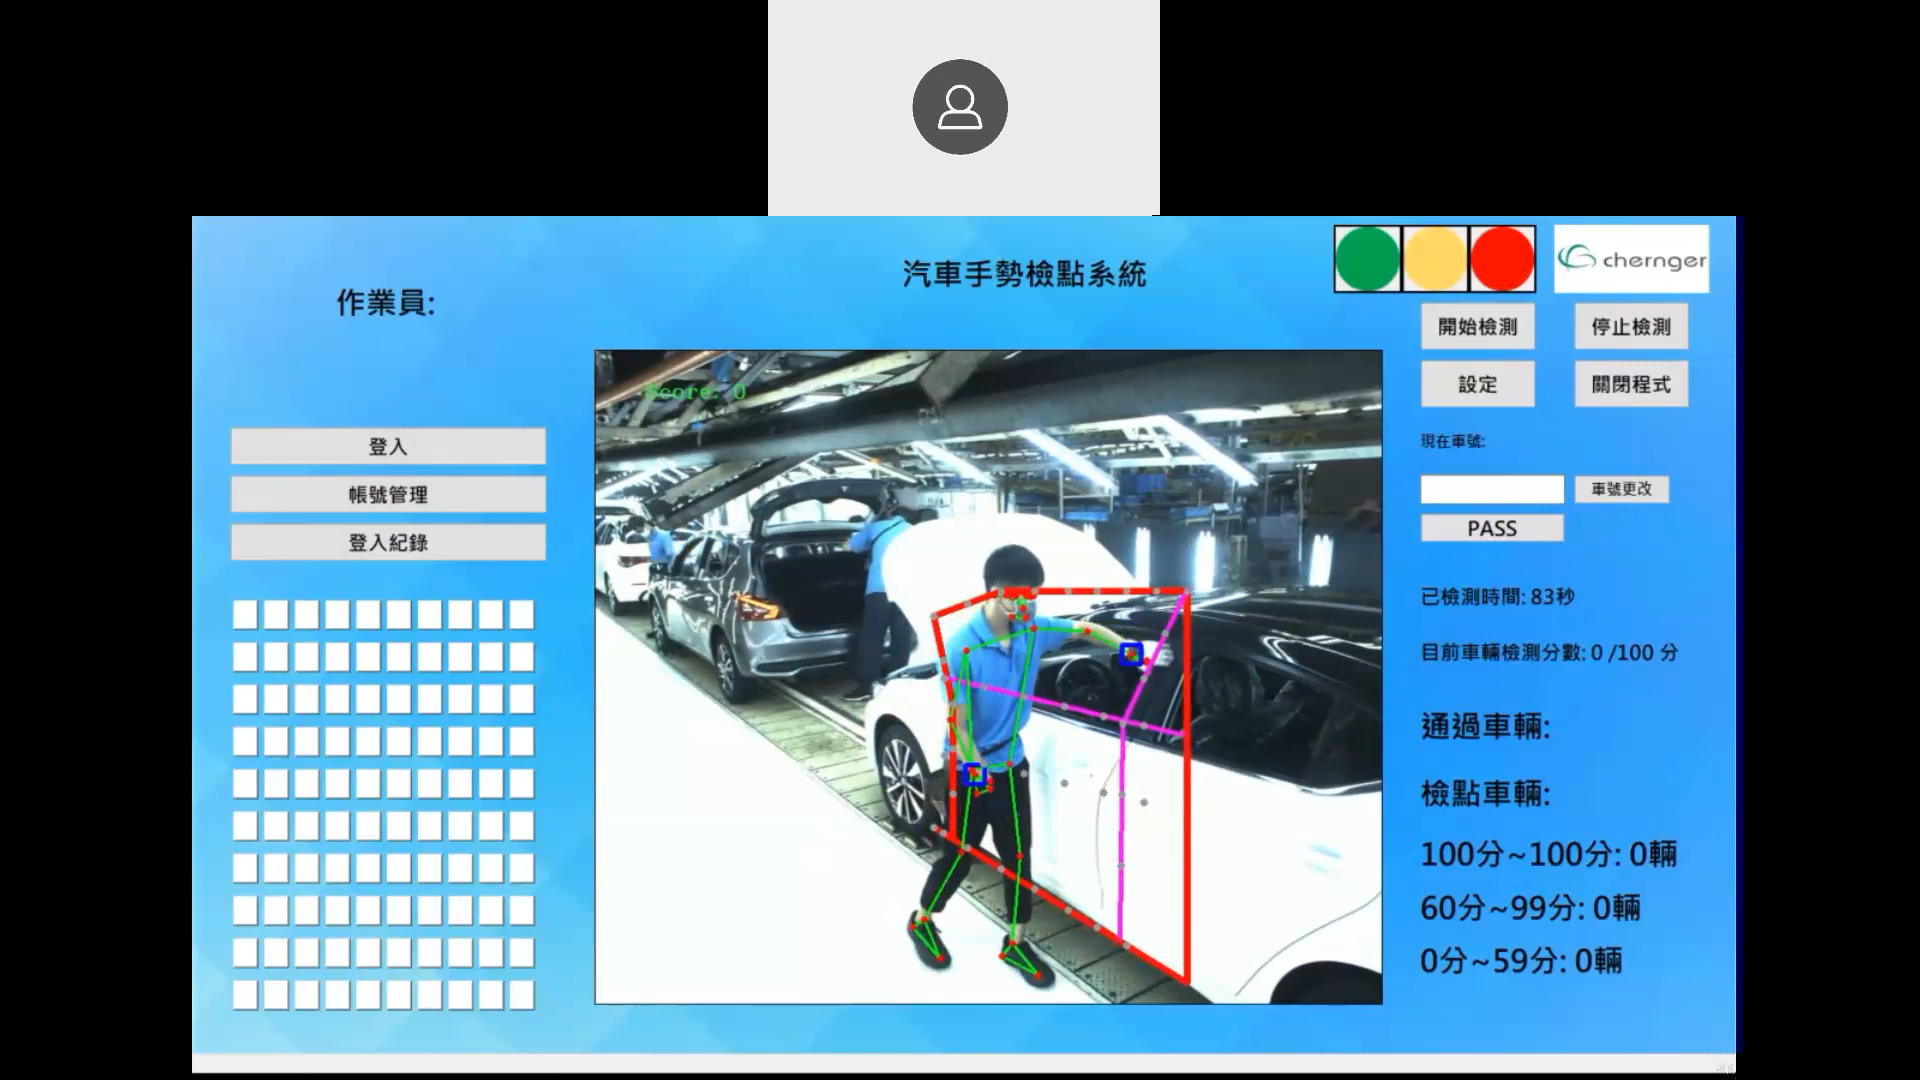 汽車手勢檢點系統
chernger
作業員:
開始檢測
停止檢測
設定
關閉程式
現在車號:
車號更改
PASS
登入
帳號管理
登入紀錄
Score: 0
已檢測時間: 83秒
目前車輛檢測分數: 0 /100 分
通過車輛:
檢點車輛:
100分~100分: 0輛
60分~99分: 0輛
0分~59分: 0輛